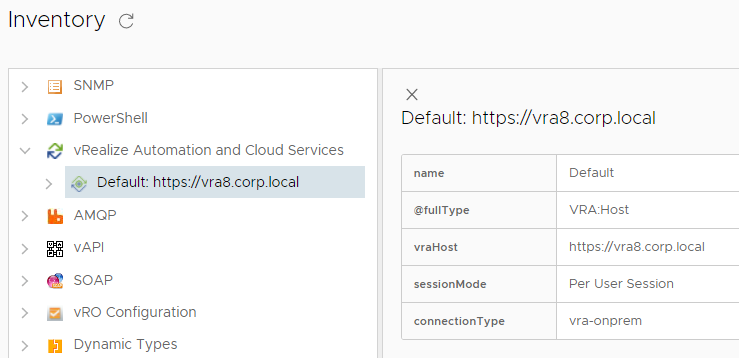 Inventory
SNMP
PowerShell
vRealize Automation and Cloud Services
Default: https://vra8.corp.local
AMQP
vAPI
SOAP
vRO Configuration
Dynamic Types
Default: https://vra8.corp.local
name Default
@fullType VRA:Host
vraHost https://vra8.corp.local
sessionMode Per User Session
connectionType vra-onprem